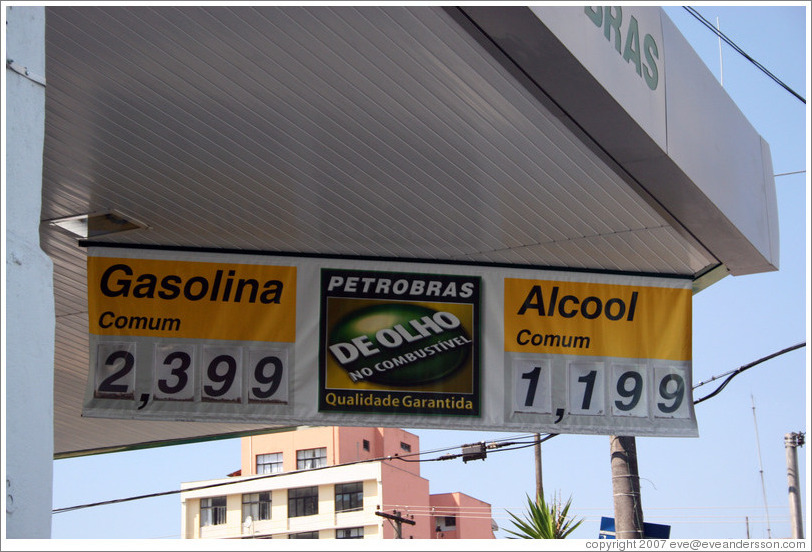 BRAS
Gasolina
Comum
2,399
PETROBRAS
DE OLHO
NO COMBUSTÍVEL
Qualidade Garantida
Alcool
Comum
1,199
copyright 2007 eve@eveandersson.com